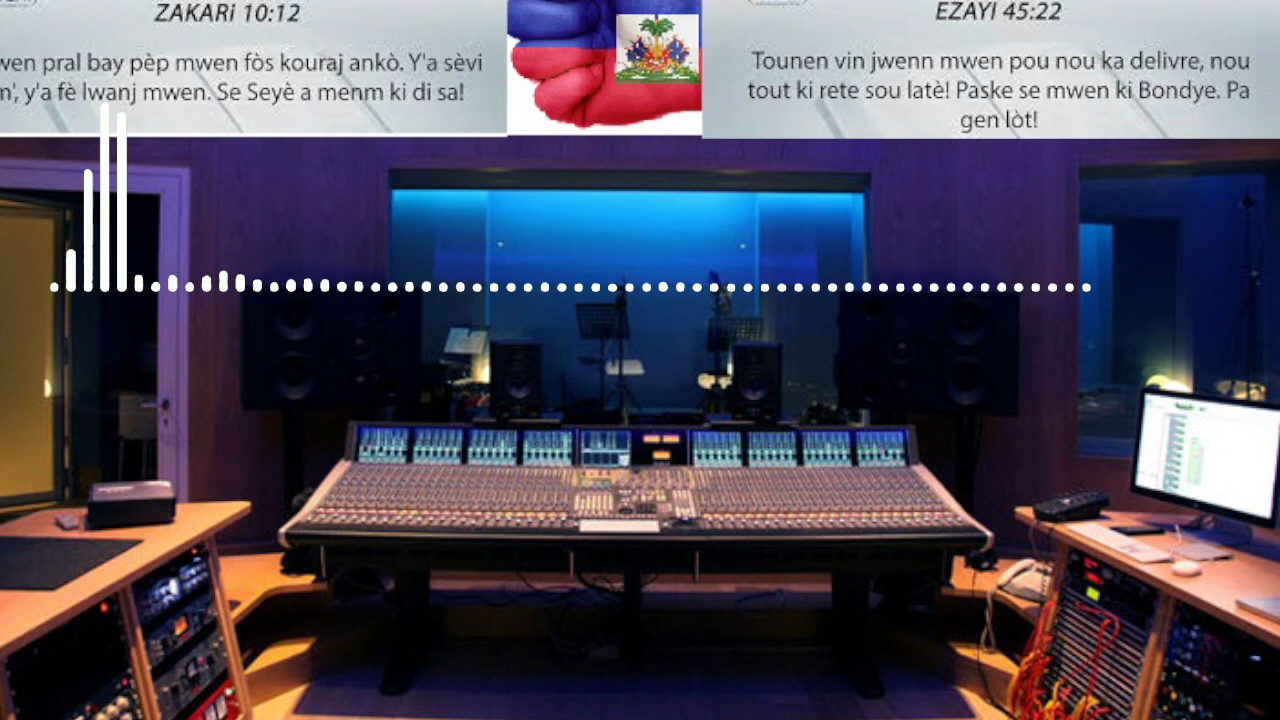 ZAKARi 10:12
wen pral bay pèp mwen fòs kouraj ankò. Y'a sèvi
m', y'a fè lwanj mwen. Se Seyè a menm ki di sa!
EZAYI 45:22
Tounen vin jwenn mwen pou nou ka delivre, nou
tout ki rete sou latè! Paske se mwen ki Bondye. Pa
gen lòt!